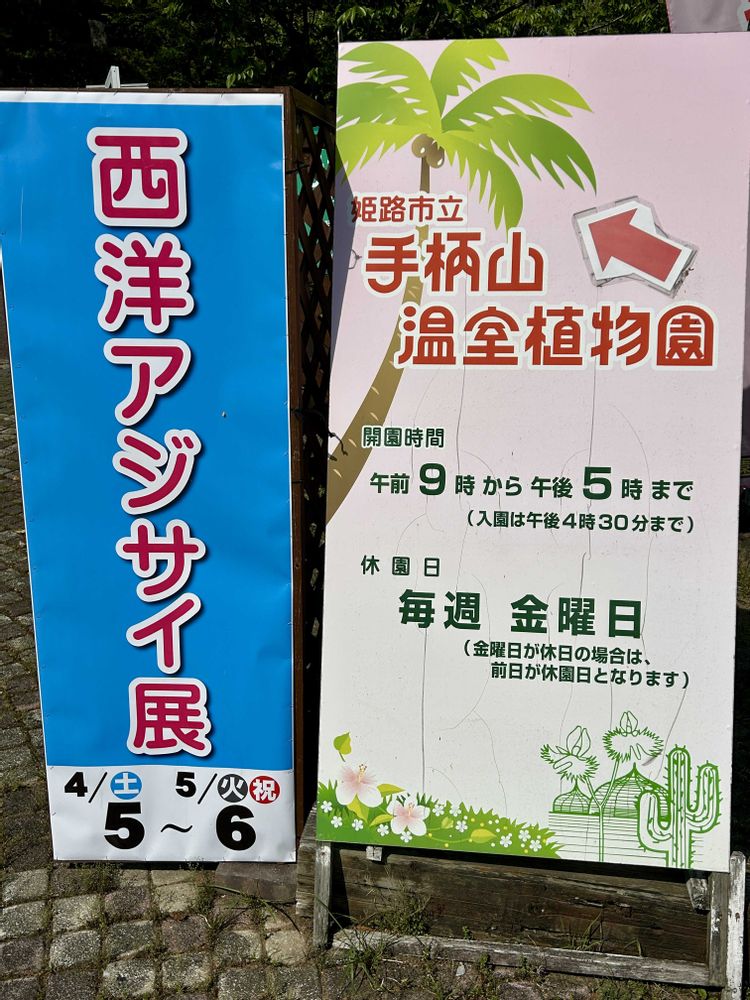 西洋アジサイ展
4/土 5/火祝
5～6
姫路市立
手柄山
温室植物園
開園時間
午前9時から午後5時まで
（入園は午後4時30分まで）
休園日
毎週 金曜日
（金曜日が休日の場合は、
前日が休園日となります）